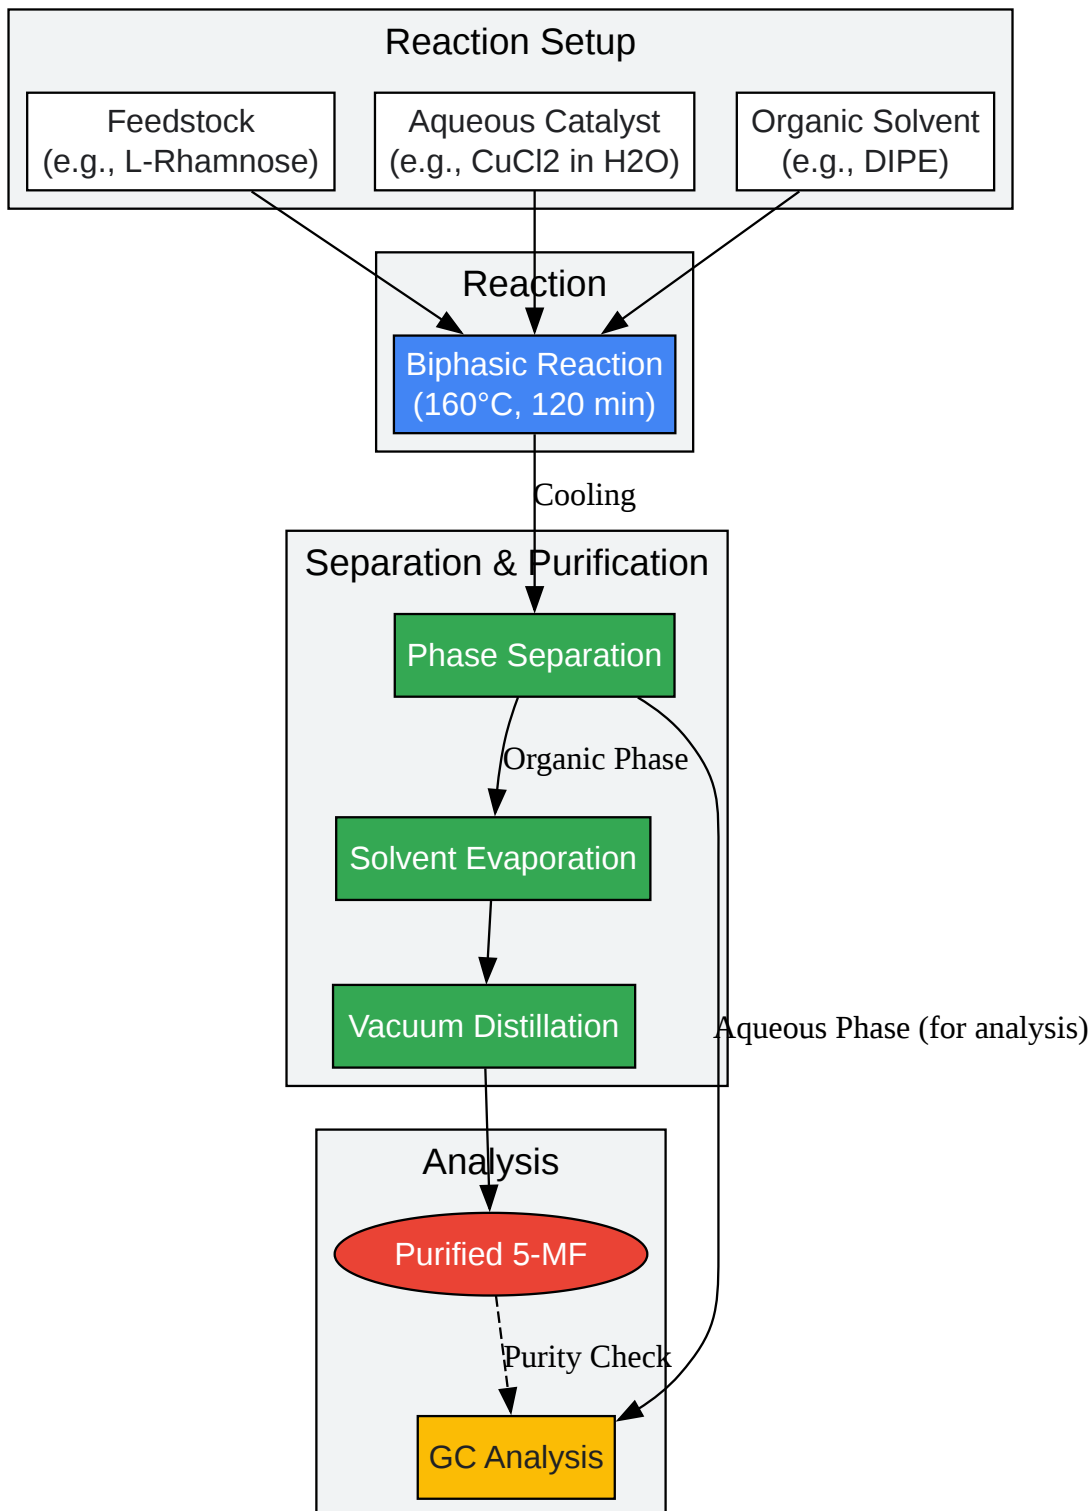 Reaction Setup
Feedstock
(e.g., L-Rhamnose)
Aqueous Catalyst
(e.g., CuCl2 in H2O)
Organic Solvent
(e.g., DIPE)
Reaction
Biphasic Reaction
(160°C, 120 min)
Cooling
Separation & Purification
Phase Separation
Organic Phase
Solvent Evaporation
Vacuum Distillation
Aqueous Phase (for analysis)
Analysis
Purified 5-MF
Purity Check
GC Analysis